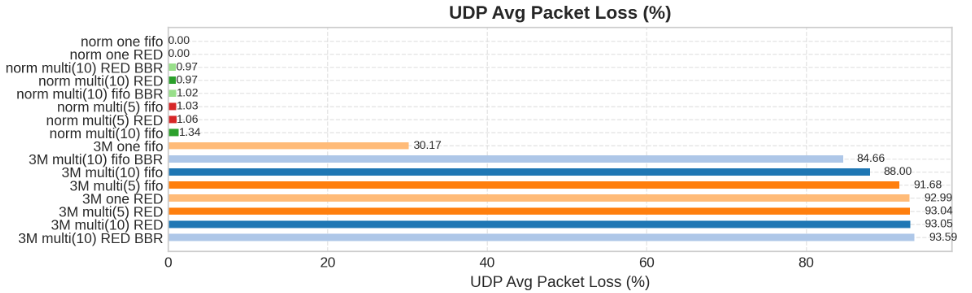 UDP Avg Packet Loss (%)
norm one fifo 0.00
norm one RED 0.00
norm multi(10) RED BBR 0.97
norm multi(10) RED 0.97
norm multi(10) fifo BBR 1.02
norm multi(5) fifo 1.03
norm multi(5) RED 1.06
norm multi(10) fifo 1.34
3M one fifo 30.17
3M multi(10) fifo BBR 84.66
3M multi(10) fifo 88.00
3M multi(5) fifo 91.68
3M one RED 92.99
3M multi(5) RED 93.04
3M multi(10) RED 93.05
3M multi(10) RED BBR 93.59
0 20 40 60 80
UDP Avg Packet Loss (%)